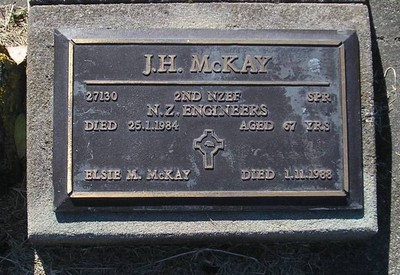 J.H. McKAY
27130 2ND NZEF SPR
N.Z. ENGINEERS
DIED 25.1.1984 AGED 67 YRS
ELSIE M. McKAY DIED 1.11.1988